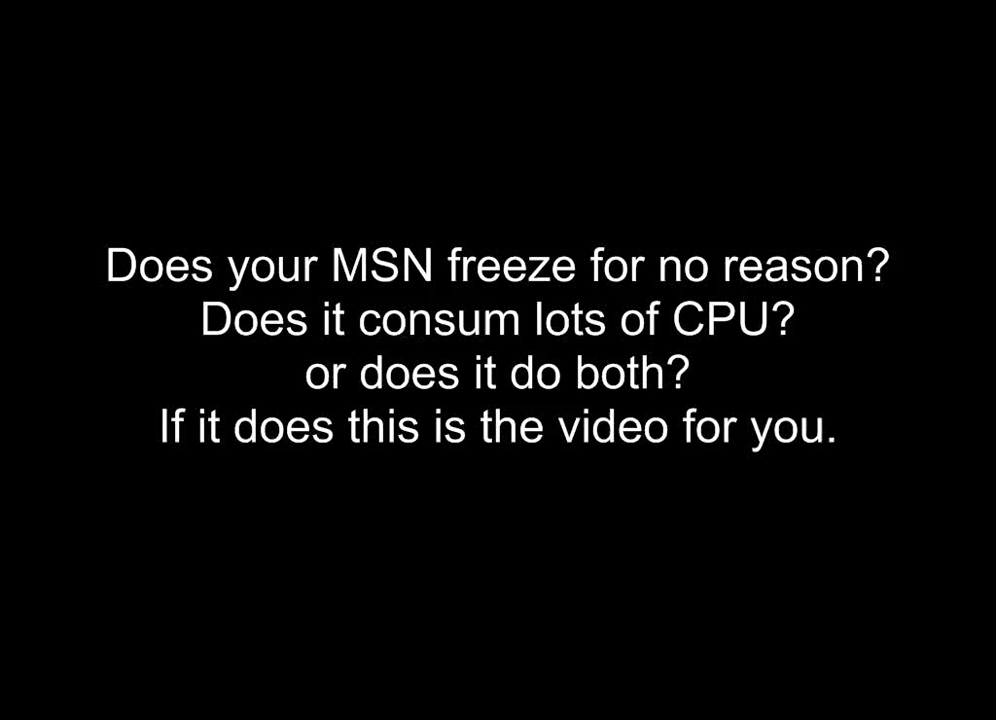 Does your MSN freeze for no reason?
Does it consum lots of CPU?
or does it do both?
If it does this is the video for you.